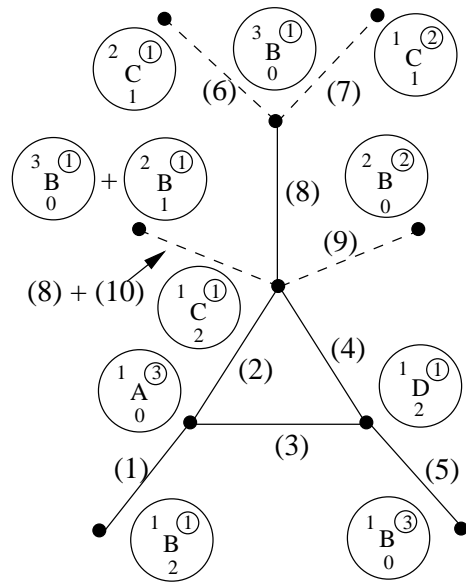 2 C 1 1
3 B 1 0
1 C 2 1
(6)
(7)
3 B 1 0 + 2 B 1 1
(8)
2 B 2 0
(9)
(8) + (10)
1 C 1 2
(2)
(4)
1 A 3 0
1 D 1 2
(3)
(1)
(5)
1 B 1 2
1 B 3 0